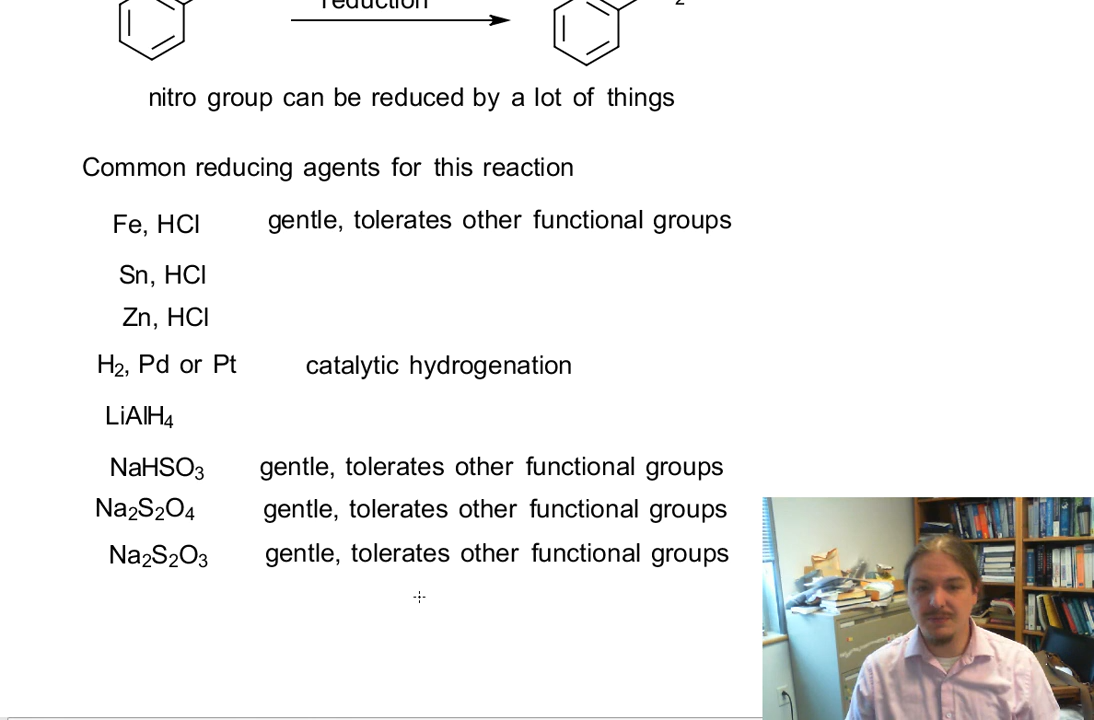 reduction
2
nitro group can be reduced by a lot of things
Common reducing agents for this reaction
Fe, HCl gentle, tolerates other functional groups
Sn, HCl
Zn, HCl
H₂, Pd or Pt catalytic hydrogenation
LiAlH₄
NaHSO₃ gentle, tolerates other functional groups
Na₂S₂O₄ gentle, tolerates other functional groups
Na₂S₂O₃ gentle, tolerates other functional groups